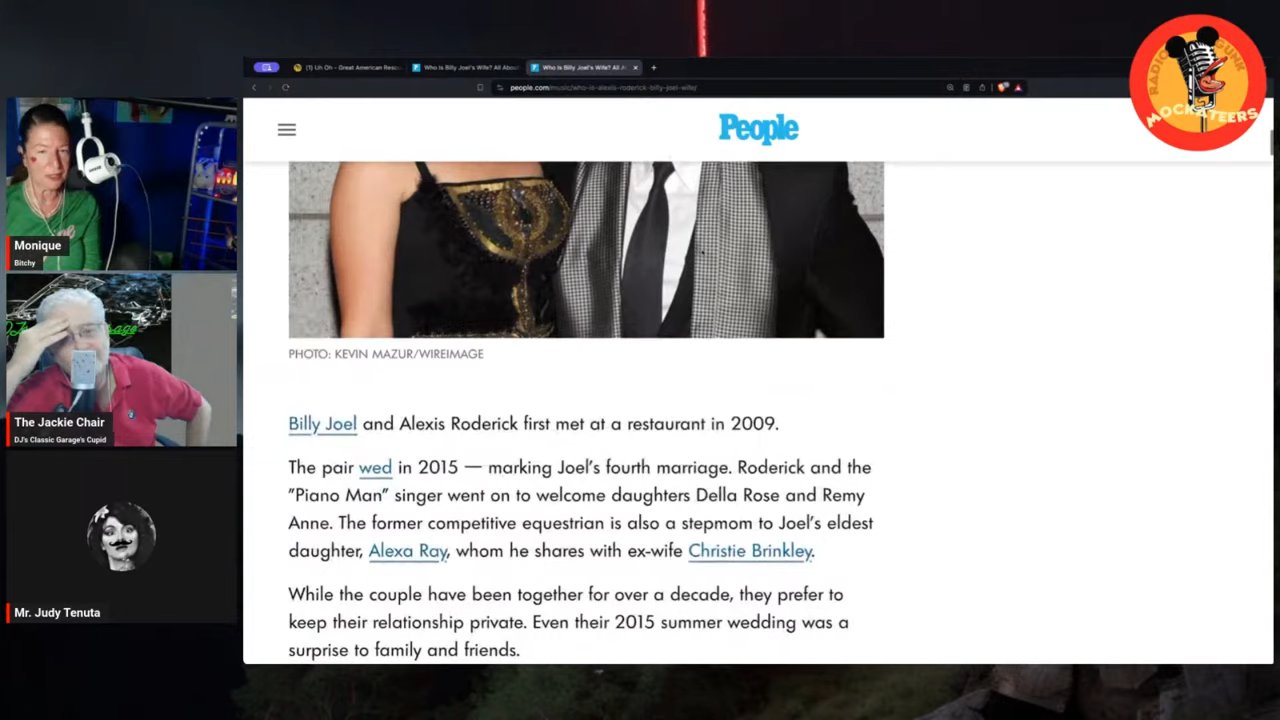 (1) Uh Oh - Great American Resu
Who Is Billy Joel's Wife? All About
Who Is Billy Joel's Wife? All A
people.com/music/who-is-alexis-roderick-billy-joel-wife/
RADIO GUNK
MOCKATEERS
People
Monique
Bitchy
The Jackie Chair
DJ's Classic Garage's Cupid
Mr. Judy Tenuta
PHOTO: KEVIN MAZUR/WIREIMAGE
Billy Joel and Alexis Roderick first met at a restaurant in 2009.
The pair wed in 2015 — marking Joel's fourth marriage. Roderick and the
"Piano Man" singer went on to welcome daughters Della Rose and Remy
Anne. The former competitive equestrian is also a stepmom to Joel's eldest
daughter, Alexa Ray, whom he shares with ex-wife Christie Brinkley.
While the couple have been together for over a decade, they prefer to
keep their relationship private. Even their 2015 summer wedding was a
surprise to family and friends.